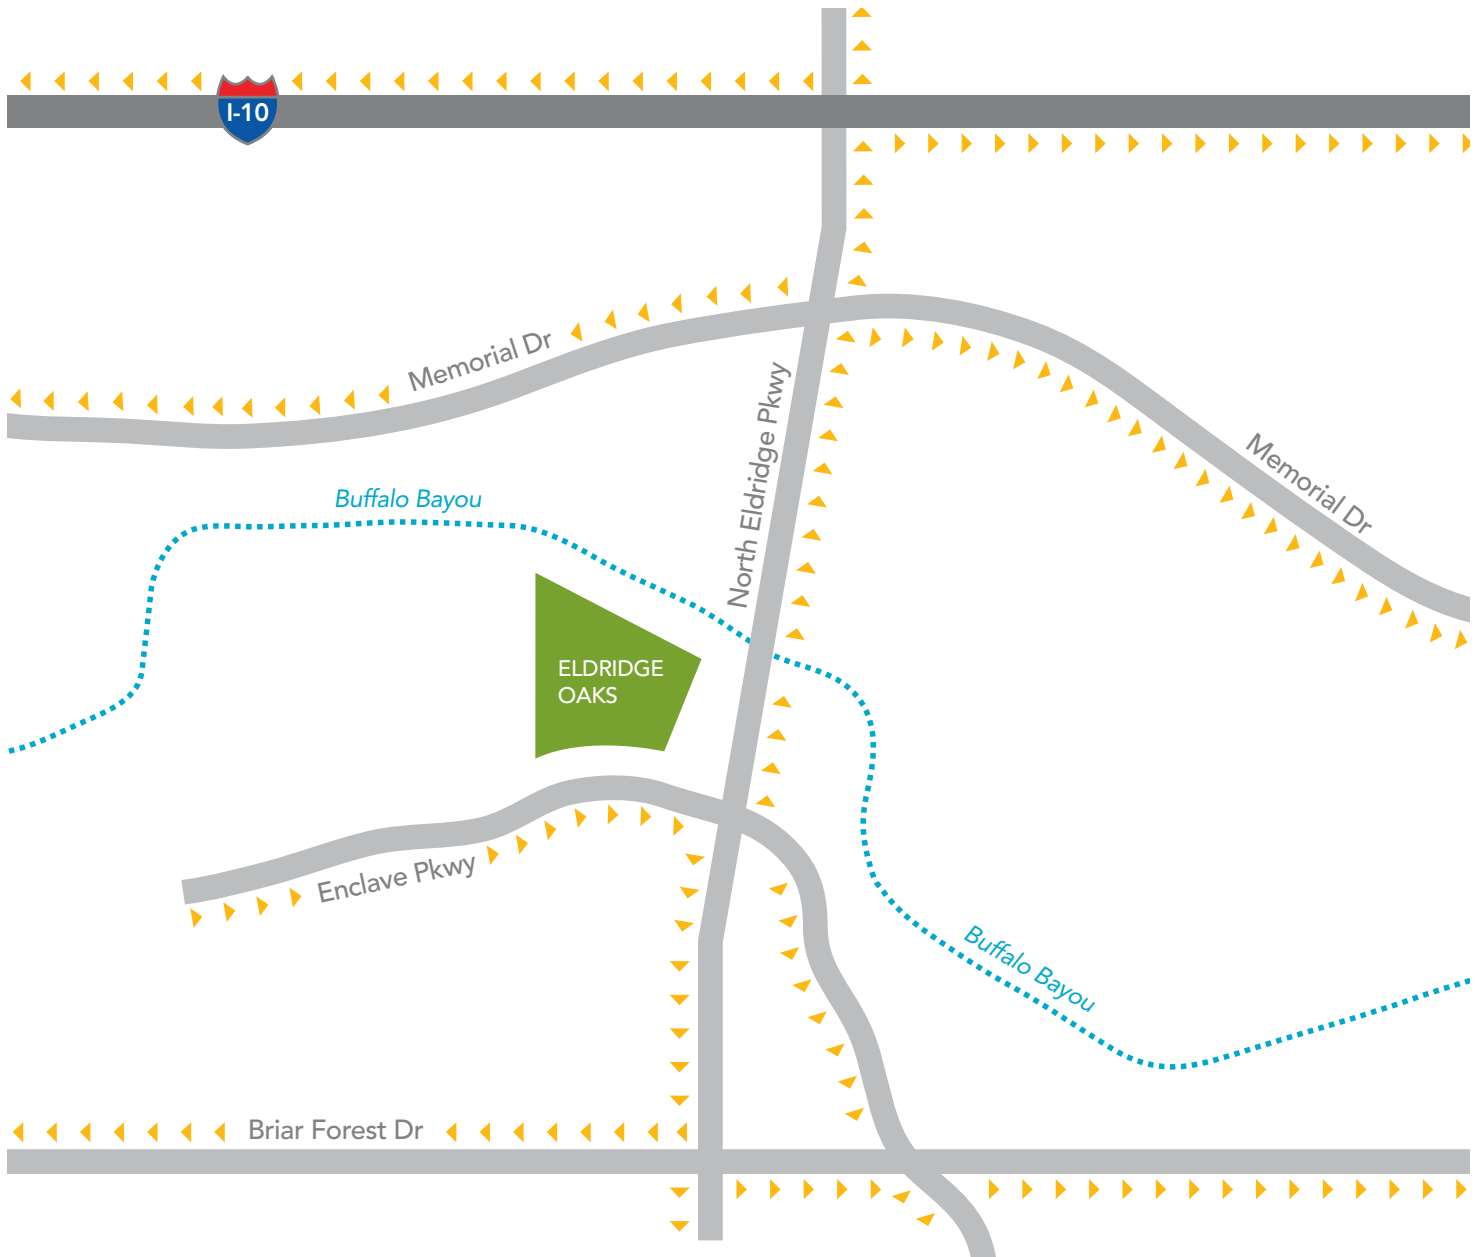 I-10
Memorial Dr
North Eldridge Pkwy
Memorial Dr
Buffalo Bayou
ELDRIDGE
OAKS
Enclave Pkwy
Buffalo Bayou
Briar Forest Dr